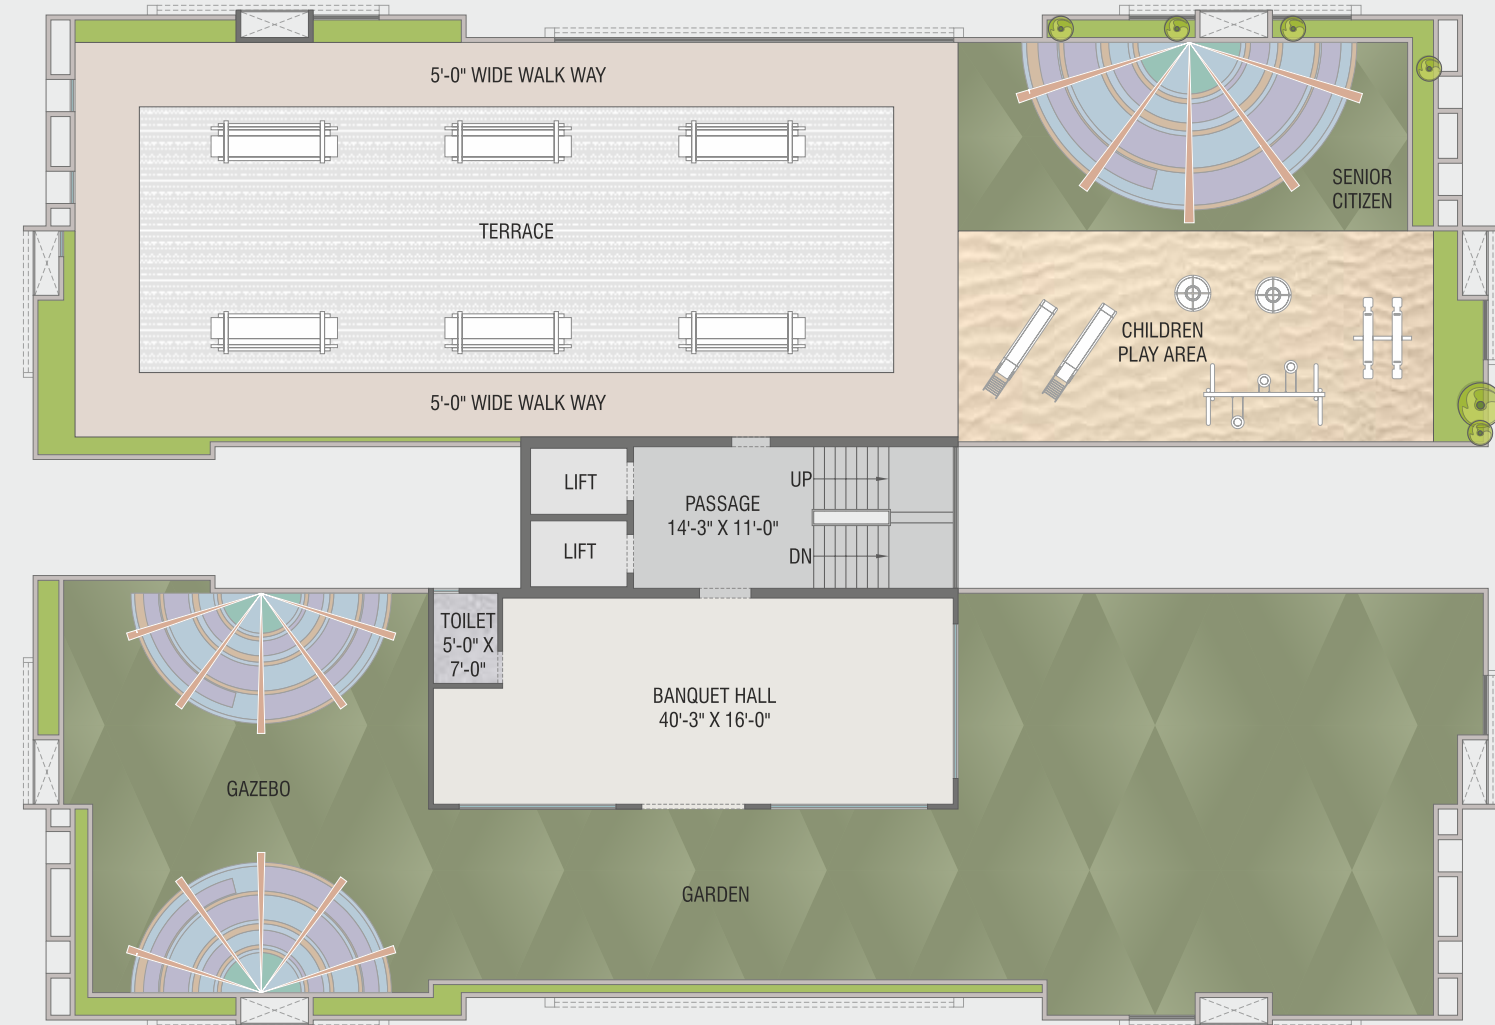 5'-0" WIDE WALK WAY
TERRACE
5'-0" WIDE WALK WAY
SENIOR
CITIZEN
CHILDREN
PLAY AREA
LIFT
LIFT
PASSAGE
14'-3" X 11'-0"
UP
DN
TOILET
5'-0" X
7'-0"
BANQUET HALL
40'-3" X 16'-0"
GAZEBO
GARDEN